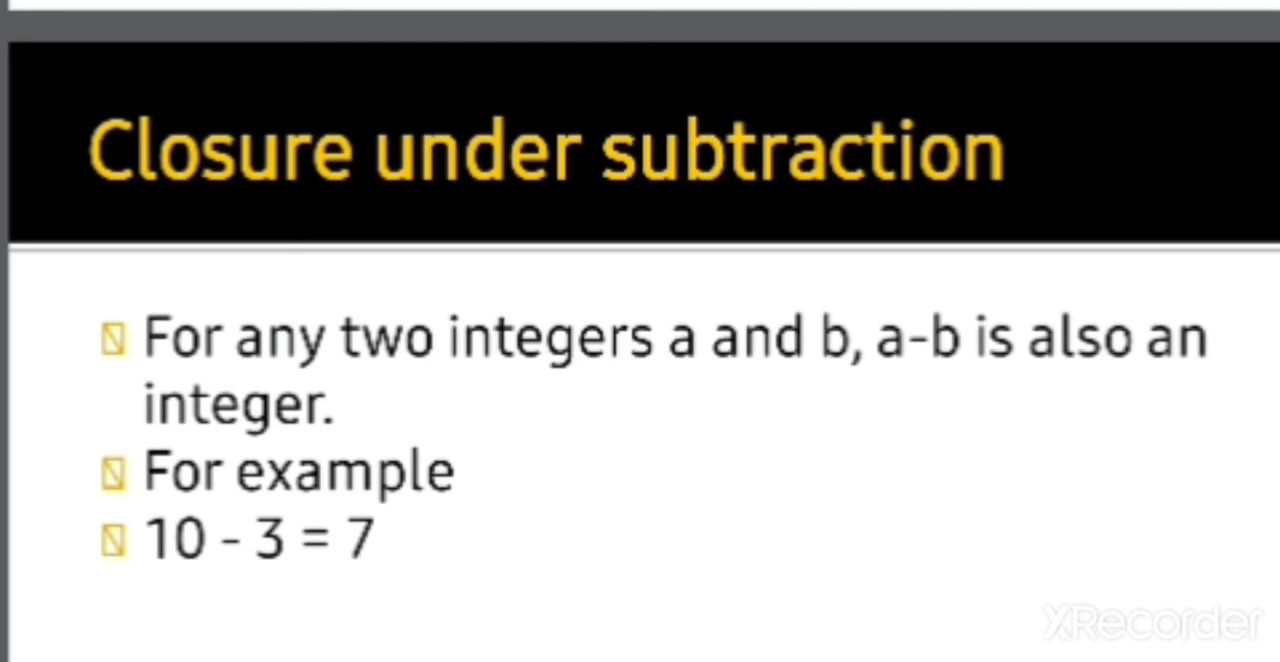 Closure under subtraction
For any two integers a and b, a-b is also an
integer.
For example
10 - 3 = 7
XRecorder